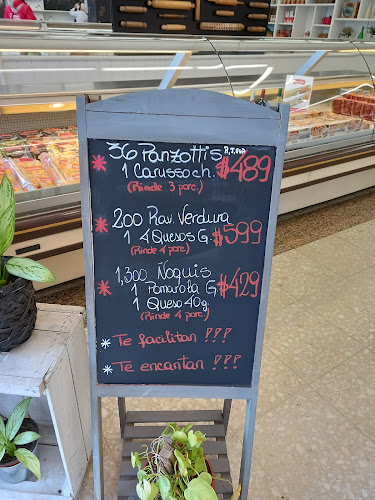 * 36 Panzottis R,T,P,JA
1 Carusso ch. $489
(Rinde 3 porc.)
* 200 Rav. Verdura
1 4 Quesos G. $599
(Rinde 4 porc)
1,300 Ñoquis
* 1 Pomarola G. $429
1 Queso 40g
(Rinde 4 porc)
* Te facilitan !!!
* Te encantan !!!